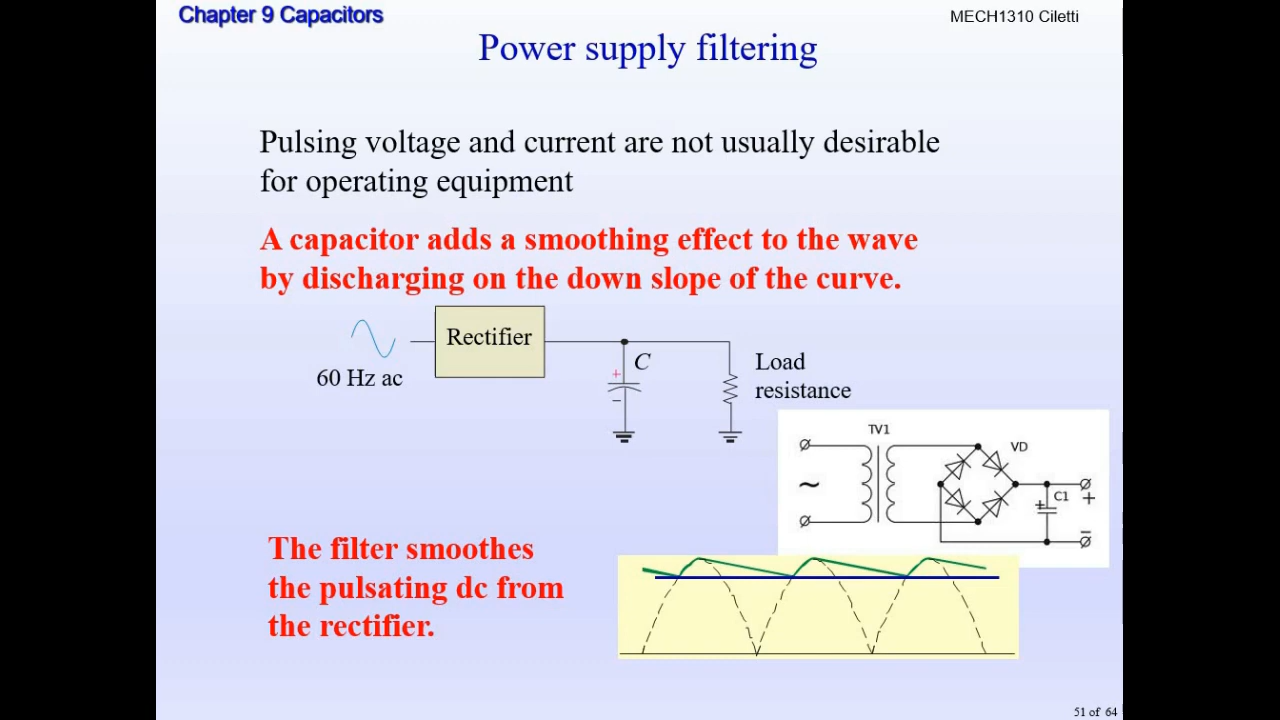 Chapter 9 Capacitors
MECH1310 Ciletti
Power supply filtering
Pulsing voltage and current are not usually desirable
for operating equipment
A capacitor adds a smoothing effect to the wave
by discharging on the down slope of the curve.
Rectifier
60 Hz ac
+
C
–
Load
resistance
TV1
VD
~
+
C1
+
–
The filter smoothes
the pulsating dc from
the rectifier.
51 of 64